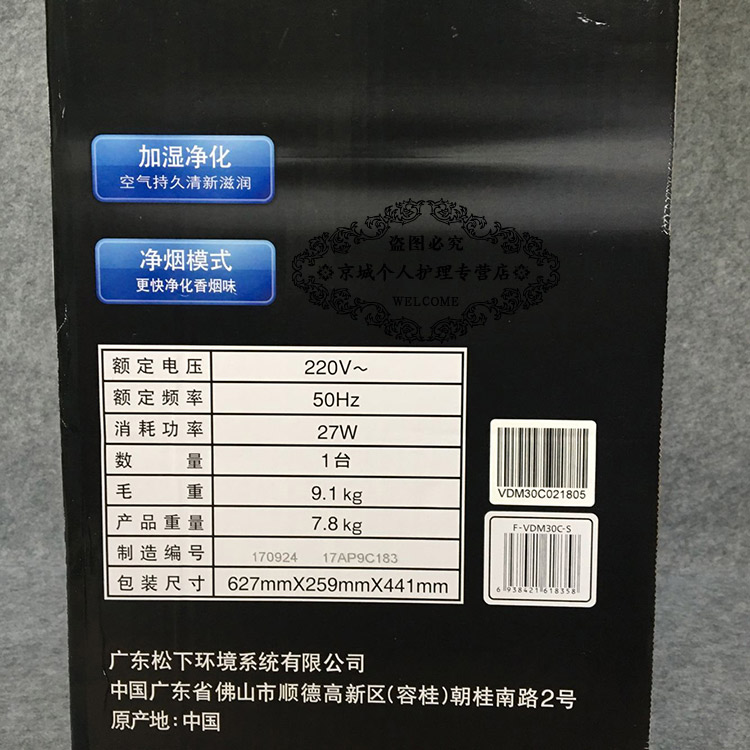 加湿净化
空气持久清新滋润
净烟模式
更快净化香烟味
盗图必究
京城个人护理专营店
WELCOME
额定电压 220V～
额定频率 50Hz
消耗功率 27W
数量 1台
毛重 9.1kg
产品重量 7.8kg
制造编号 170924 17AP9C183
包装尺寸 627mmX259mmX441mm
VDM30C021805
F-VDM30C-S
6 938421 618358
广东松下环境系统有限公司
中国广东省佛山市顺德高新区(容桂)朝桂南路2号
原产地:中国